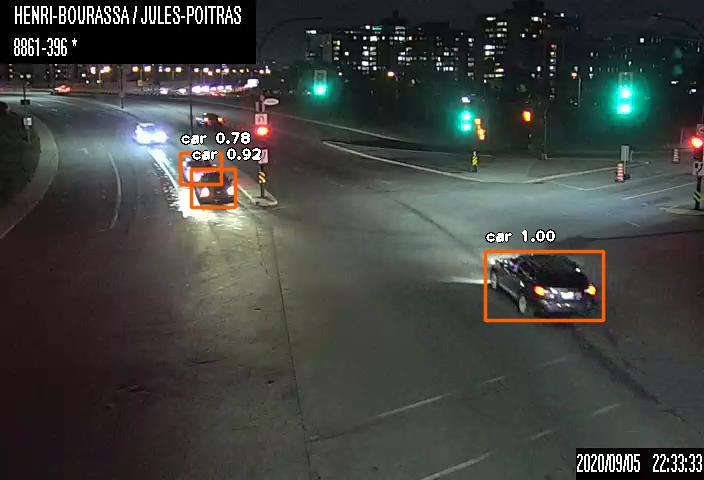 HENRI-BOURASSA / JULES-POITRAS
8861-396 *
car 0.78
car 0.92
car 1.00
2020/09/05 22:33:33